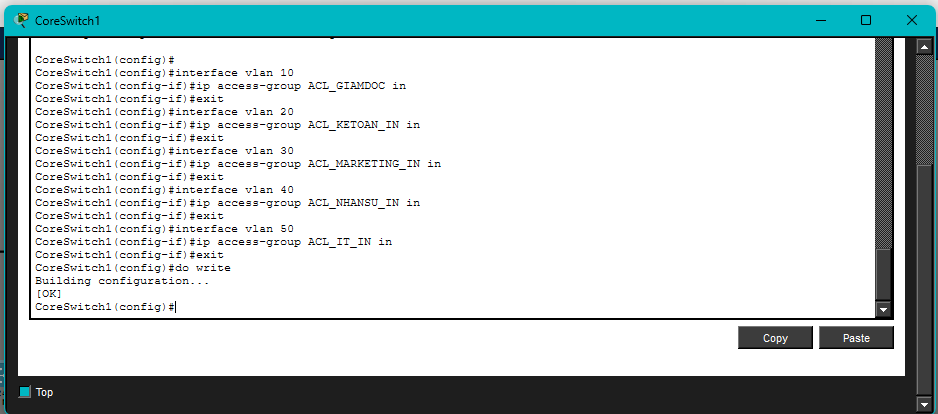 CoreSwitch1
CoreSwitch1(config)#
CoreSwitch1(config)#interface vlan 10
CoreSwitch1(config-if)#ip access-group ACL_GIAMDOC in
CoreSwitch1(config-if)#exit
CoreSwitch1(config)#interface vlan 20
CoreSwitch1(config-if)#ip access-group ACL_KETOAN_IN in
CoreSwitch1(config-if)#exit
CoreSwitch1(config)#interface vlan 30
CoreSwitch1(config-if)#ip access-group ACL_MARKETING_IN in
CoreSwitch1(config-if)#exit
CoreSwitch1(config)#interface vlan 40
CoreSwitch1(config-if)#ip access-group ACL_NHANSU_IN in
CoreSwitch1(config-if)#exit
CoreSwitch1(config)#interface vlan 50
CoreSwitch1(config-if)#ip access-group ACL_IT_IN in
CoreSwitch1(config-if)#exit
CoreSwitch1(config)#do write
Building configuration...
[OK]
CoreSwitch1(config)#
Copy Paste
Top